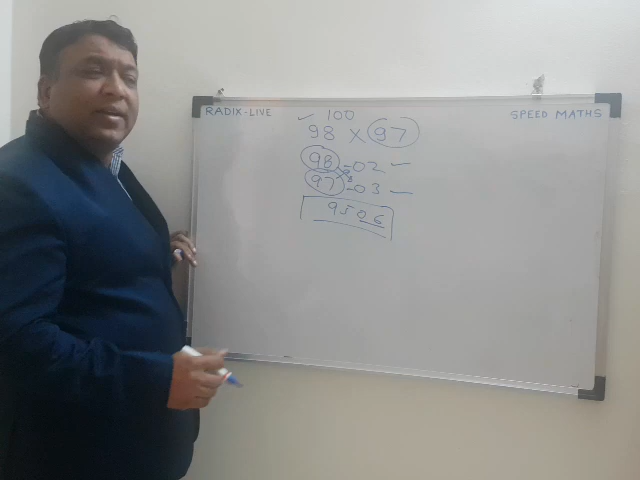 RADIX-LIVE
SPEED MATHS
✓ 100
98 × 97
98 -02
97 -03
9506